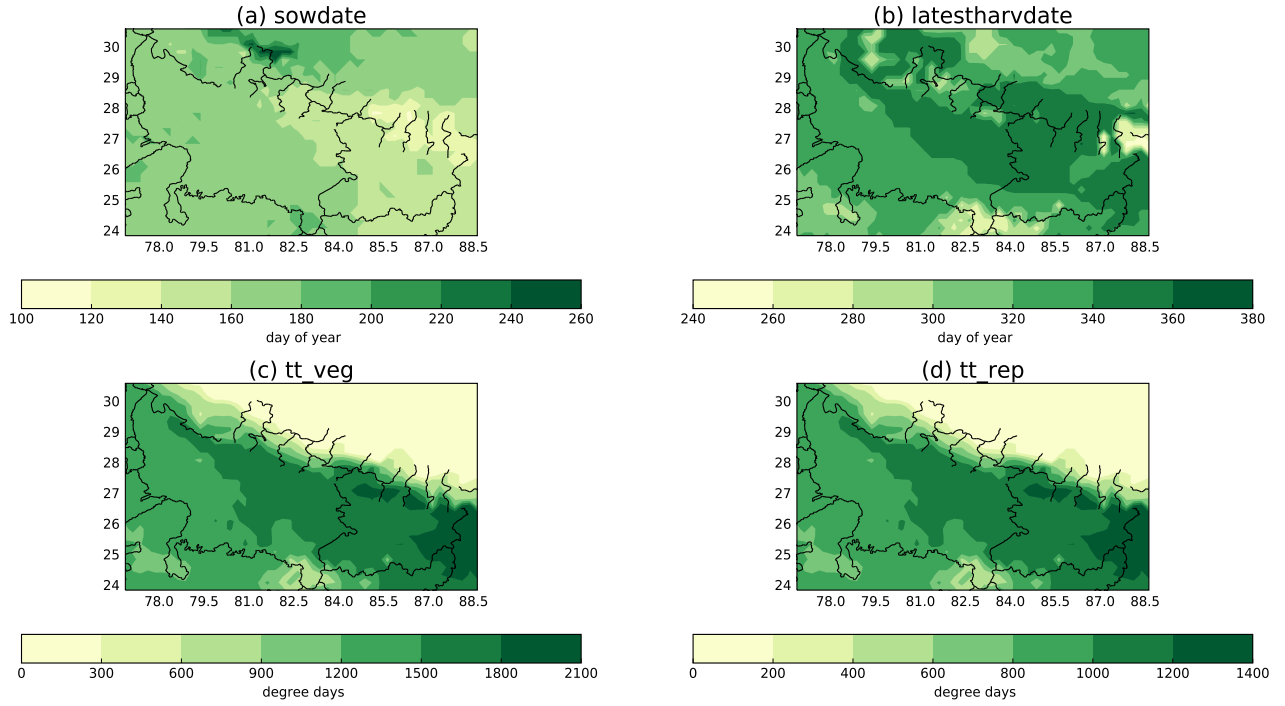 (a) sowdate
30
29
28
27
26
25
24
78.0 79.5 81.0 82.5 84.0 85.5 87.0 88.5
100 120 140 160 180 200 220 240 260
day of year
(b) latestharvdate
30
29
28
27
26
25
24
78.0 79.5 81.0 82.5 84.0 85.5 87.0 88.5
240 260 280 300 320 340 360 380
day of year
(c) tt_veg
30
29
28
27
26
25
24
78.0 79.5 81.0 82.5 84.0 85.5 87.0 88.5
0 300 600 900 1200 1500 1800 2100
degree days
(d) tt_rep
30
29
28
27
26
25
24
78.0 79.5 81.0 82.5 84.0 85.5 87.0 88.5
0 200 400 600 800 1000 1200 1400
degree days